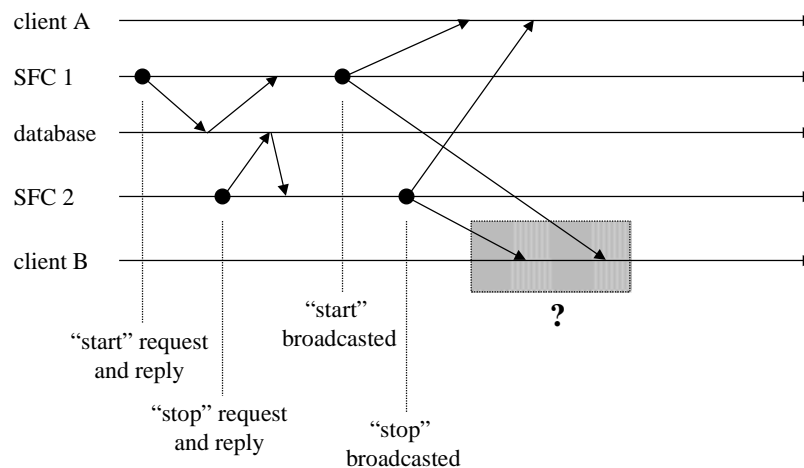 client A
SFC 1
database
SFC 2
client B
“start”
broadcasted
?
“start” request
and reply
“stop” request
and reply
“stop”
broadcasted